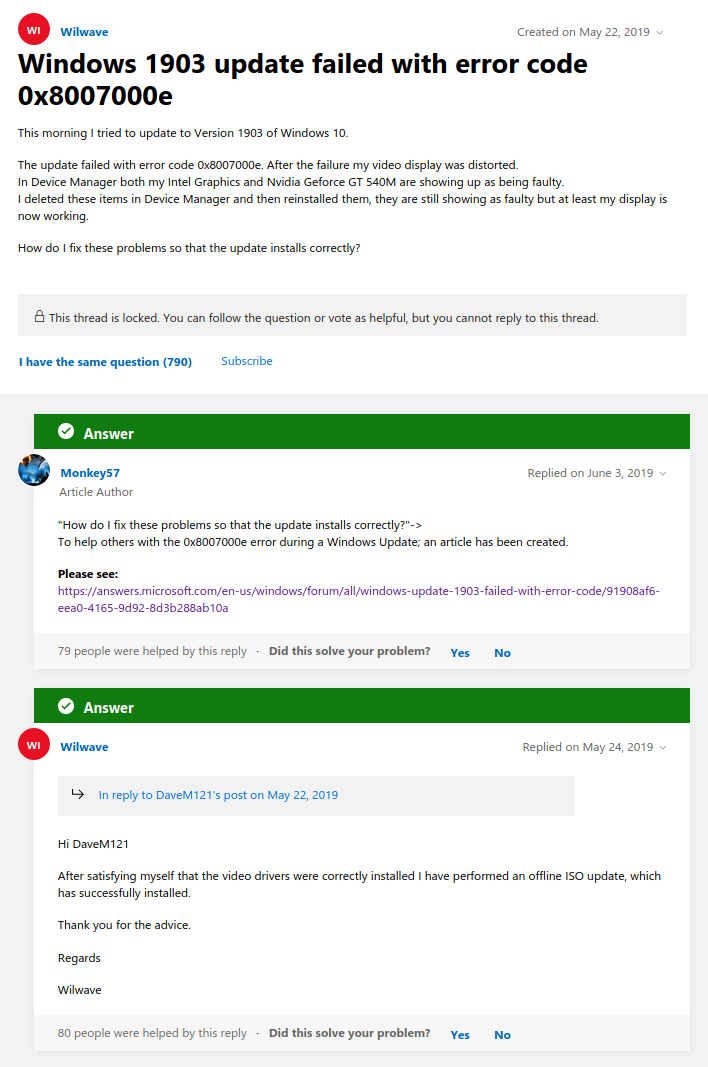 WI
Wilwave
Created on May 22, 2019
Windows 1903 update failed with error code
0x8007000e
This morning I tried to update to Version 1903 of Windows 10.
The update failed with error code 0x8007000e. After the failure my video display was distorted.
In Device Manager both my Intel Graphics and Nvidia Geforce GT 540M are showing up as being faulty.
I deleted these items in Device Manager and then reinstalled them, they are still showing as faulty but at least my display is
now working.
How do I fix these problems so that the update installs correctly?
This thread is locked. You can follow the question or vote as helpful, but you cannot reply to this thread.
I have the same question (790)
Subscribe
Answer
Monkey57
Replied on June 3, 2019
Article Author
"How do I fix these problems so that the update installs correctly?"->
To help others with the 0x8007000e error during a Windows Update; an article has been created.
Please see:
https://answers.microsoft.com/en-us/windows/forum/all/windows-update-1903-failed-with-error-code/91908af6-
eea0-4165-9d92-8d3b288ab10a
79 people were helped by this reply · Did this solve your problem? Yes No
Answer
WI
Wilwave
Replied on May 24, 2019
In reply to DaveM121's post on May 22, 2019
Hi DaveM121
After satisfying myself that the video drivers were correctly installed I have performed an offline ISO update, which
has successfully installed.
Thank you for the advice.
Regards
Wilwave
80 people were helped by this reply · Did this solve your problem? Yes No